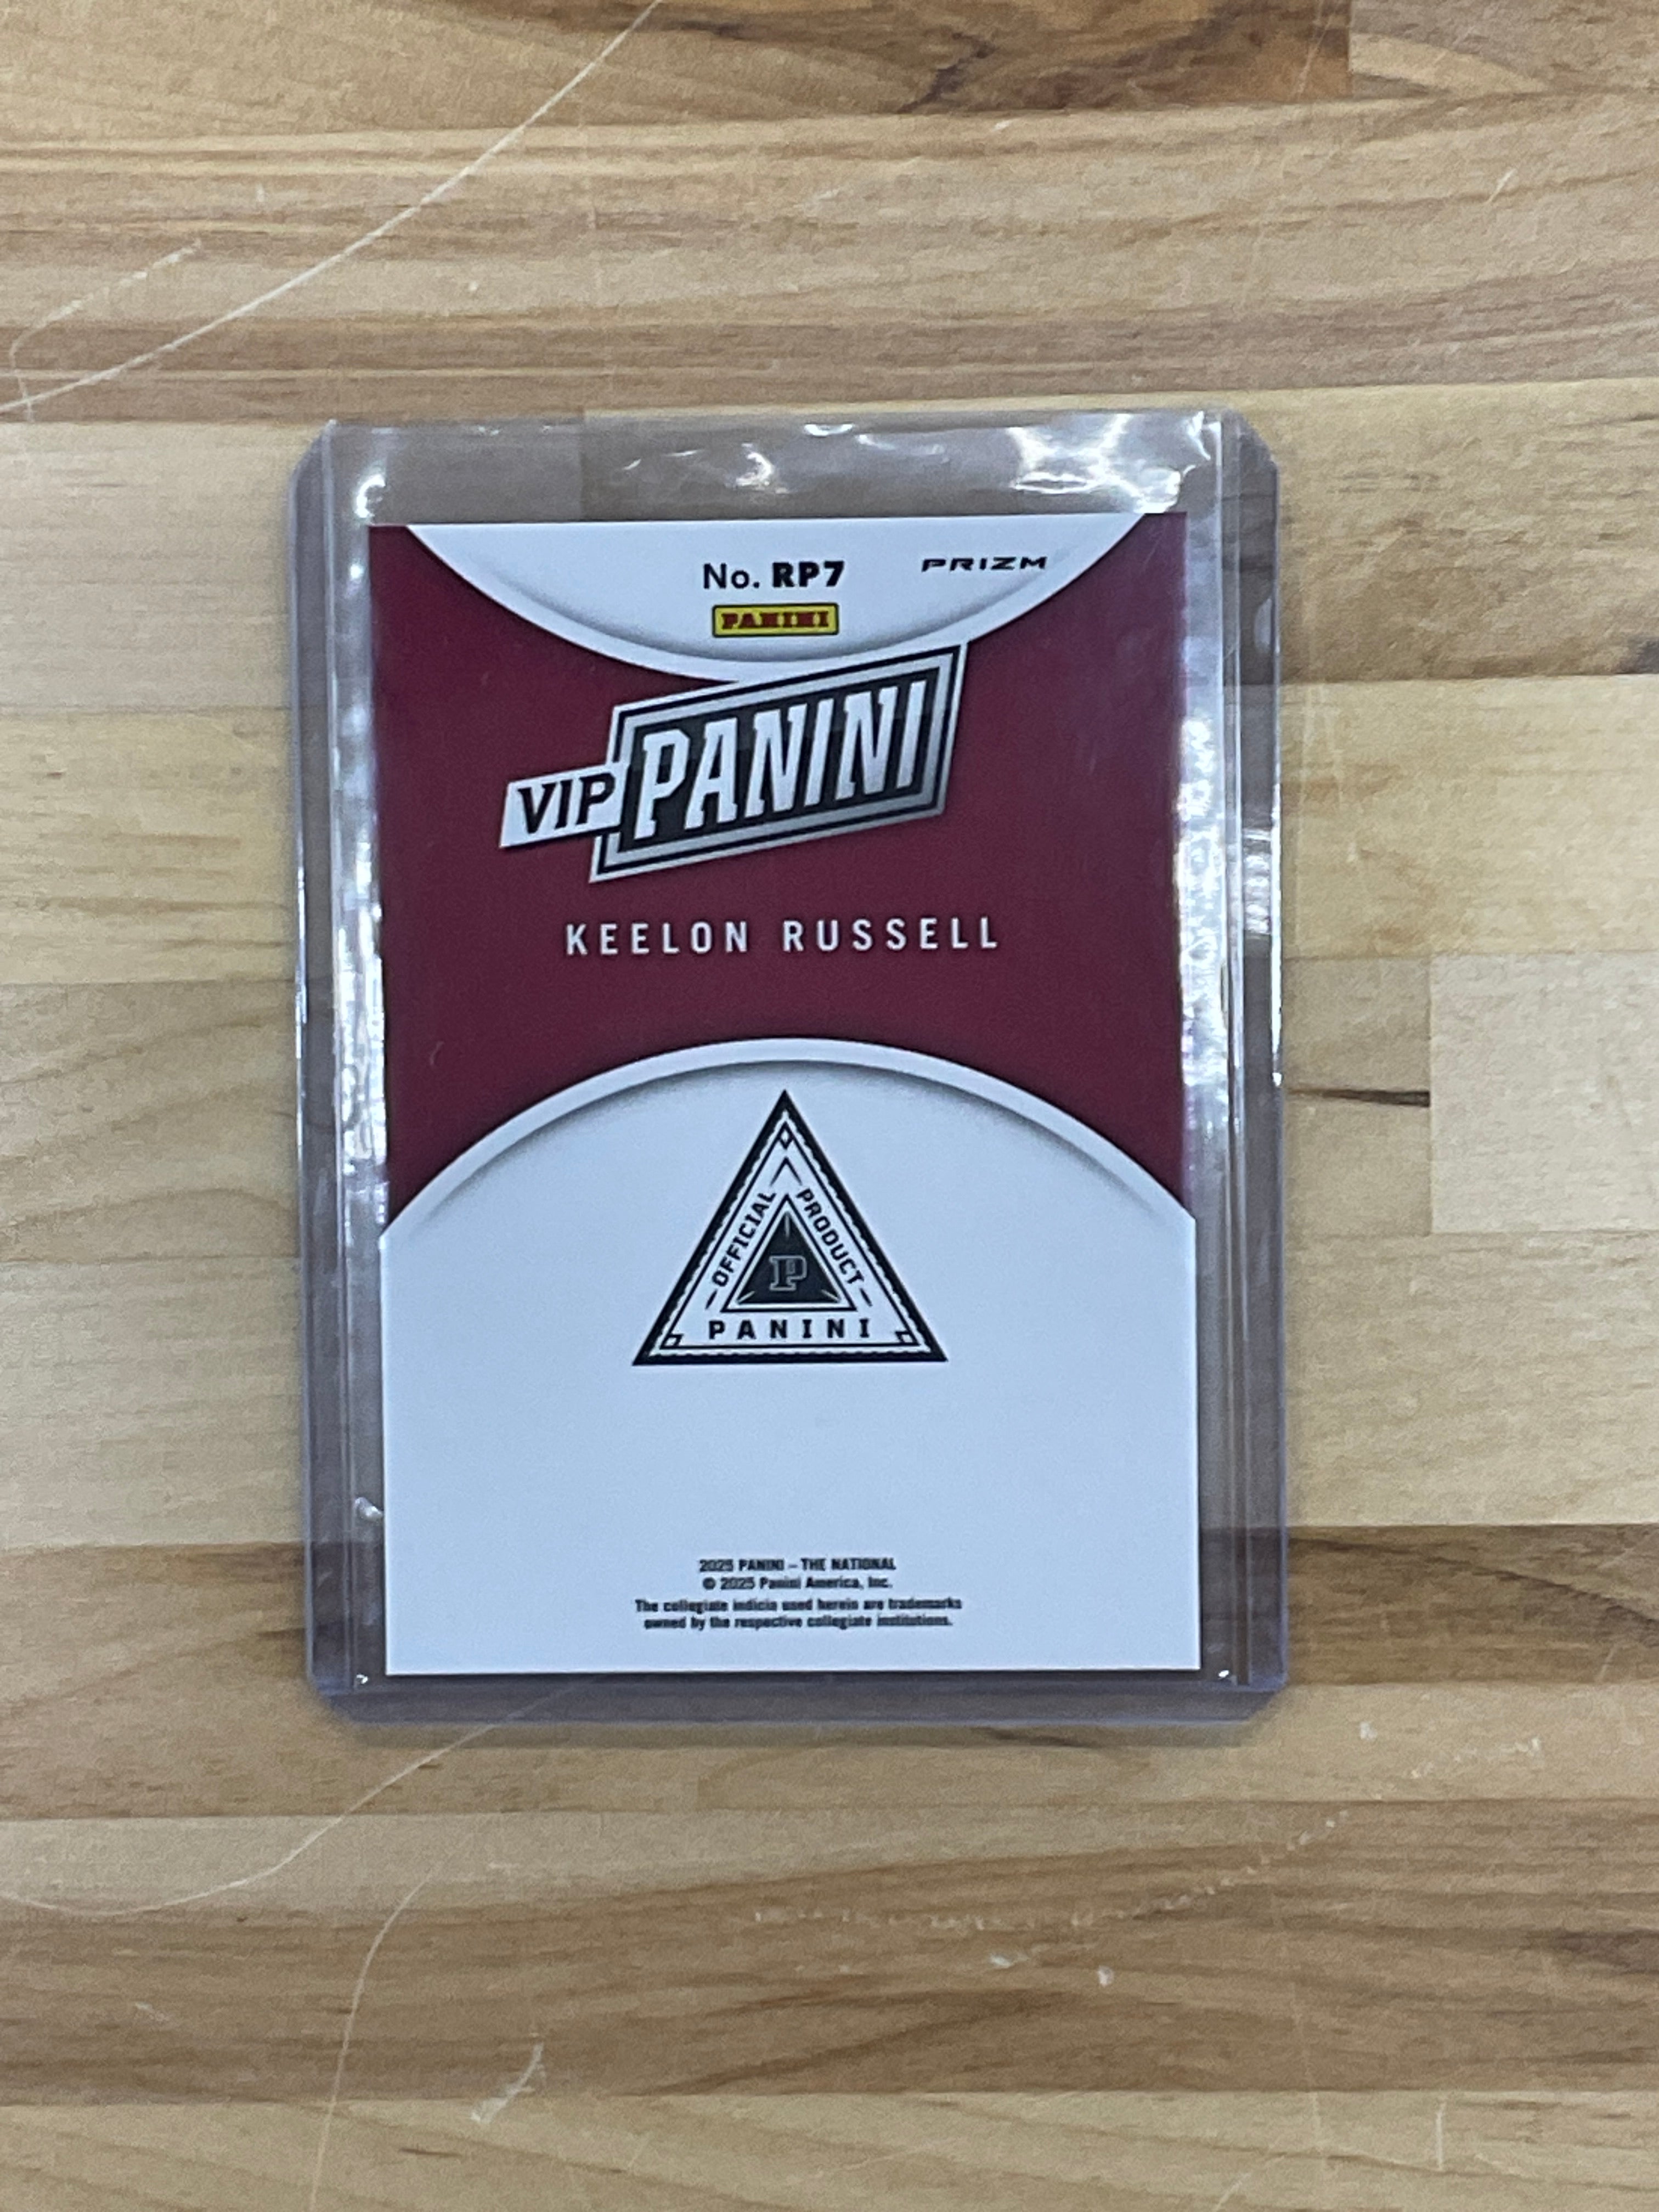 No. RP7
PRIZM
PANINI
VIP PANINI
KEELON RUSSELL
OFFICIAL PRODUCT
P
PANINI
2025 PANINI – THE NATIONAL
© 2025 Panini America, Inc.
The collegiate indicia used herein are trademarks
owned by the respective collegiate institutions.